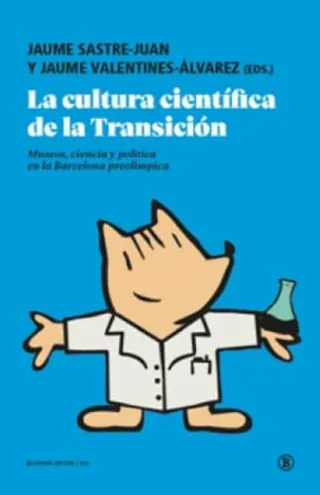 JAUME SASTRE-JUAN
Y JAUME VALENTINES-ÁLVAREZ (EDS.)
La cultura científica
de la Transición
Museos, ciencia y política
en la Barcelona preolímpica
B